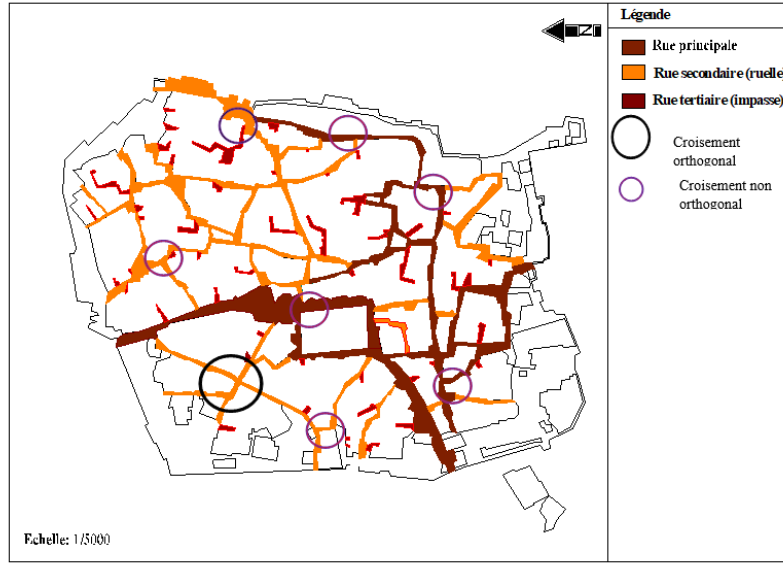 N
Légende
Rue principale
Rue secondaire (ruelle)
Rue tertiaire (impasse)
Croisement
orthogonal
Croisement non
orthogonal
Echelle: 1/5000